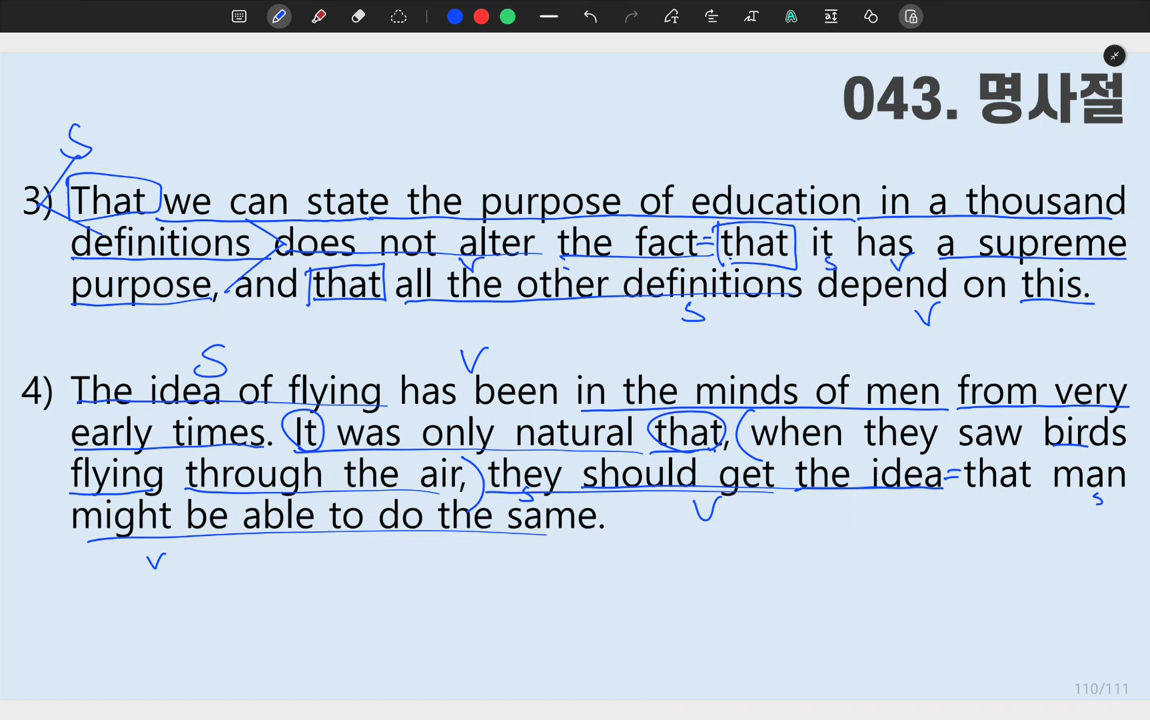 043. 명사절
S
3) That we can state the purpose of education in a thousand
definitions does not alter the fact = that it has a supreme
V S V
purpose, and that all the other definitions depend on this.
S V
S V
4) The idea of flying has been in the minds of men from very
early times. It was only natural that, (when they saw birds
flying through the air,) they should get the idea = that man
S V S
might be able to do the same.
V
110/111